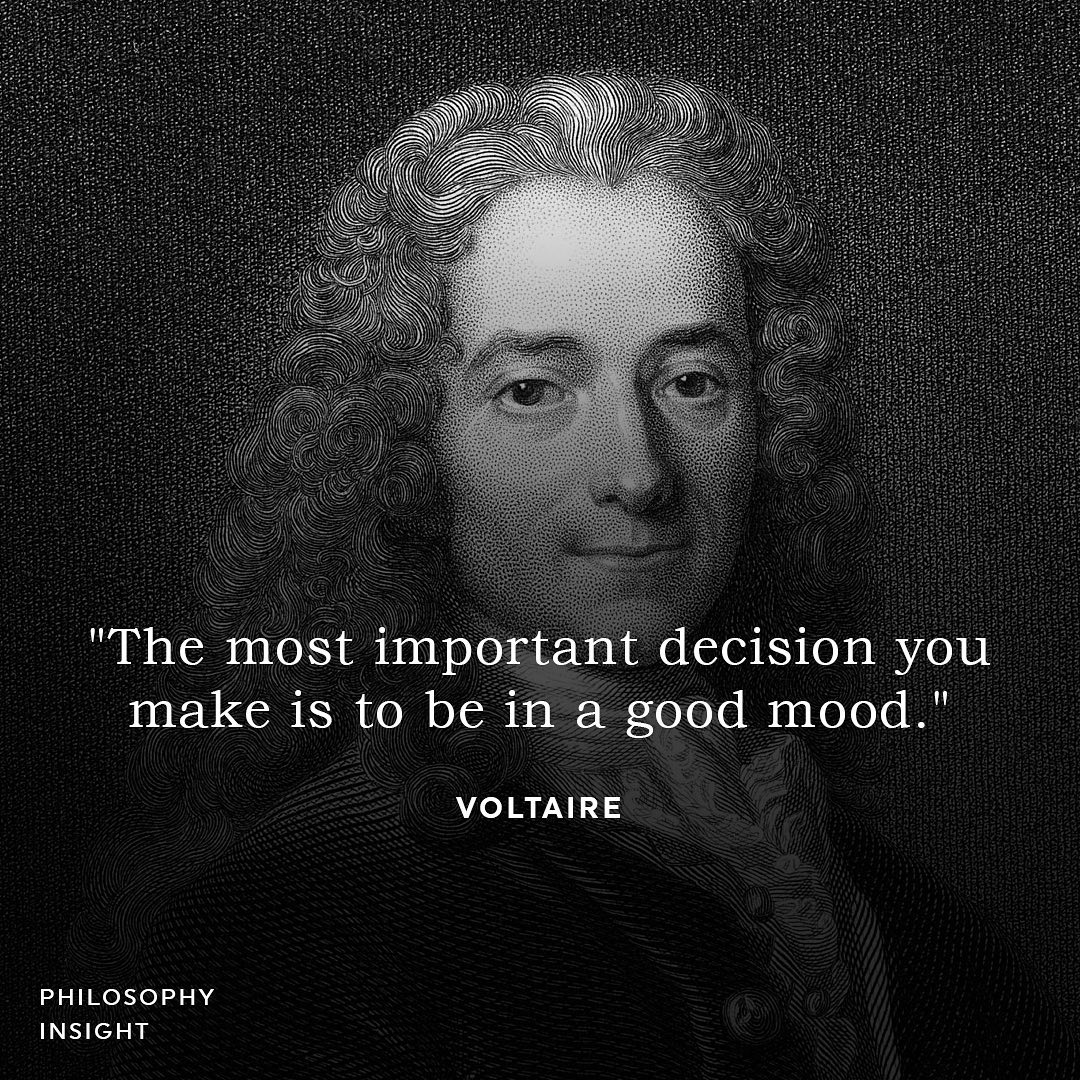 "The most important decision you
make is to be in a good mood."
VOLTAIRE
PHILOSOPHY
INSIGHT